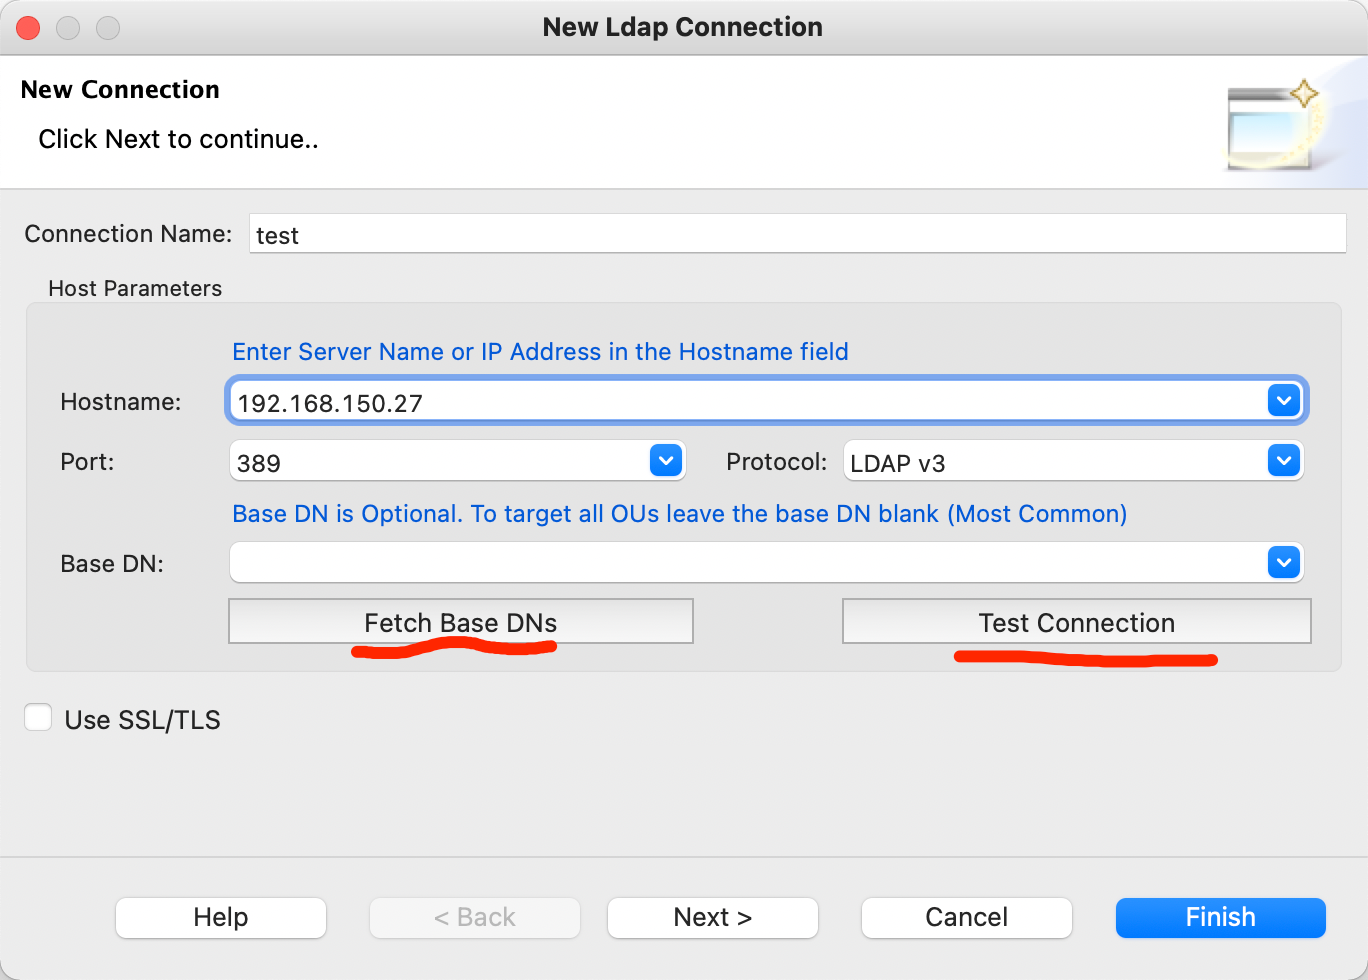 New Ldap Connection
New Connection
Click Next to continue..
Connection Name: test
Host Parameters
Enter Server Name or IP Address in the Hostname field
Hostname: 192.168.150.27
Port: 389 Protocol: LDAP v3
Base DN is Optional. To target all OUs leave the base DN blank (Most Common)
Base DN:
Fetch Base DNs Test Connection
Use SSL/TLS
Help < Back Next > Cancel Finish